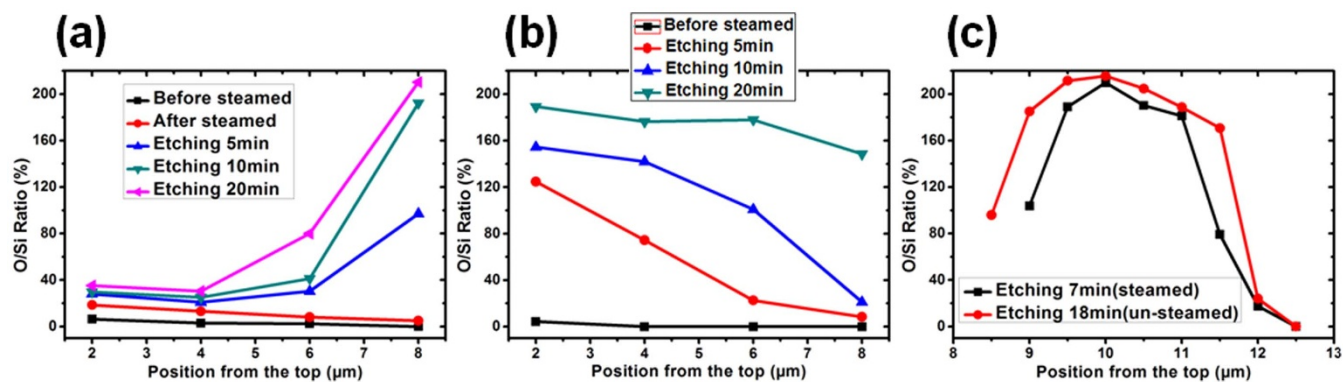 (a)
O/Si Ratio (%)
200
160
120
80
40
0
Before steamed
After steamed
Etching 5min
Etching 10min
Etching 20min
2 3 4 5 6 7 8
Position from the top (µm)
(b)
O/Si Ratio (%)
200
160
120
80
40
0
Before steamed
Etching 5min
Etching 10min
Etching 20min
2 3 4 5 6 7 8
Position from the top (µm)
(c)
O/Si Ratio (%)
200
160
120
80
40
0
Etching 7min(steamed)
Etching 18min(un-steamed)
8 9 10 11 12 13
Position from the top (µm)